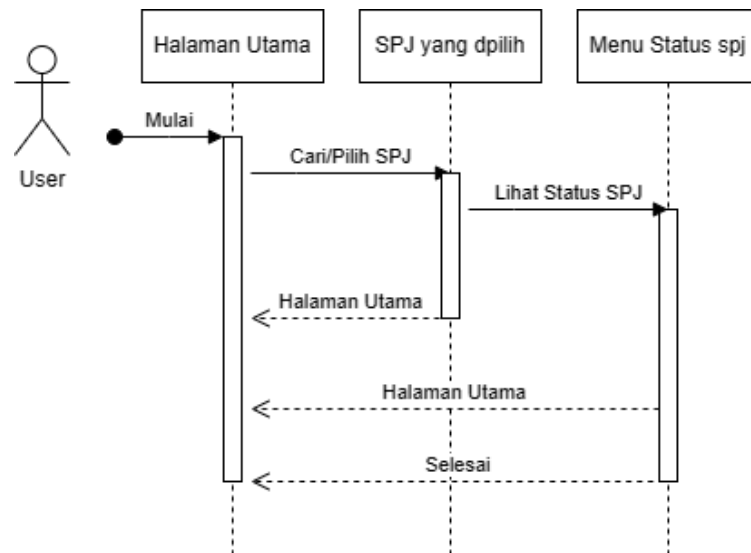 Halaman Utama
SPJ yang dpilih
Menu Status spj
User
Mulai
Cari/Pilih SPJ
Lihat Status SPJ
Halaman Utama
Halaman Utama
Selesai